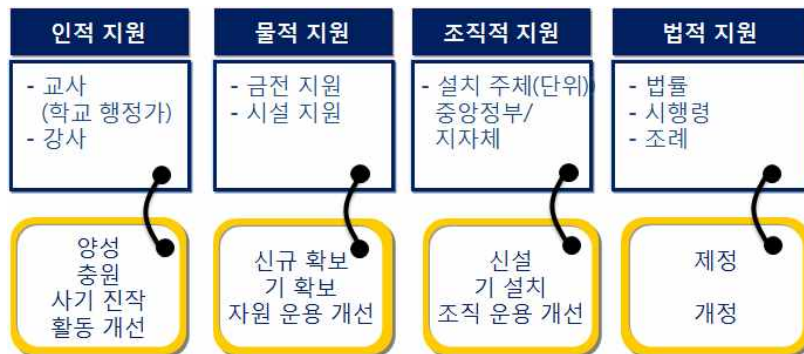 인적 지원
- 교사
(학교 행정가)
- 강사
양성
충원
사기 진작
활동 개선
물적 지원
- 금전 지원
- 시설 지원
신규 확보
기 확보
자원 운용 개선
조직적 지원
- 설치 주체(단위)
중앙정부/
지자체
신설
기 설치
조직 운용 개선
법적 지원
- 법률
- 시행령
- 조례
제정
개정